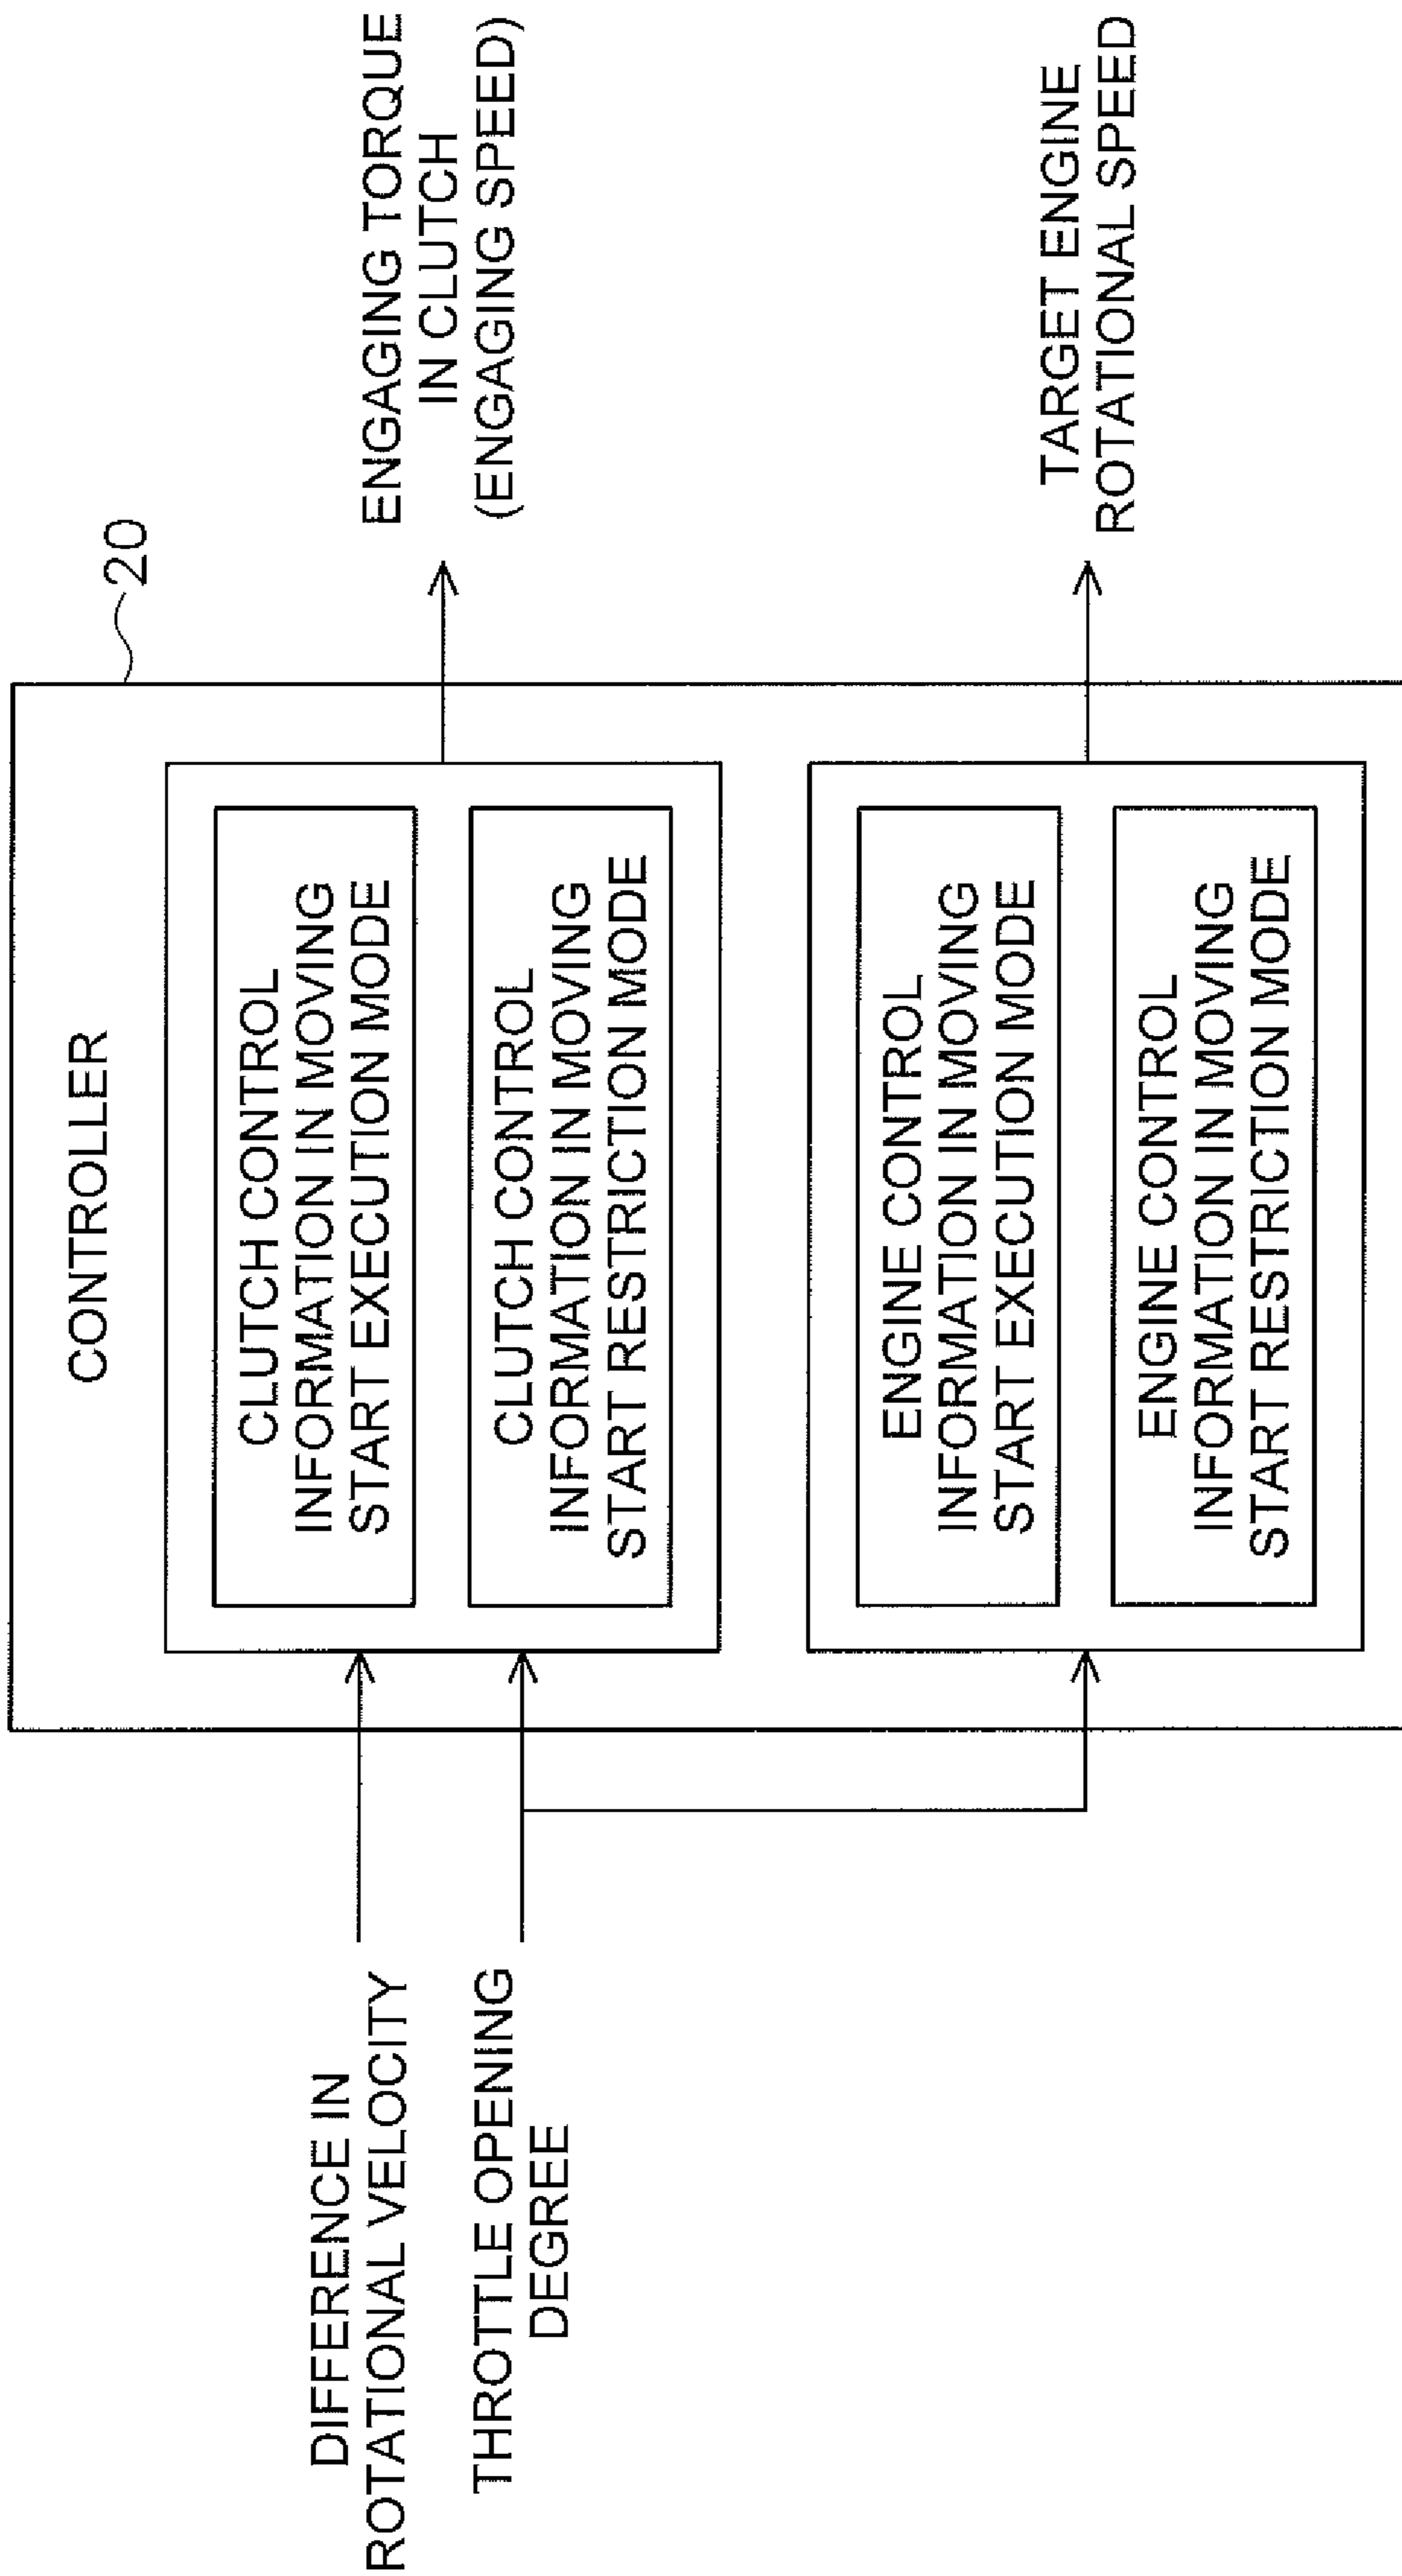 CONTROLLER
20
DIFFERENCE IN
ROTATIONAL VELOCITY
THROTTLE OPENING
DEGREE
CLUTCH CONTROL
INFORMATION IN MOVING
START EXECUTION MODE
CLUTCH CONTROL
INFORMATION IN MOVING
START RESTRICTION MODE
ENGAGING TORQUE
IN CLUTCH
(ENGAGING SPEED)
ENGINE CONTROL
INFORMATION IN MOVING
START EXECUTION MODE
ENGINE CONTROL
INFORMATION IN MOVING
START RESTRICTION MODE
TARGET ENGINE
ROTATIONAL SPEED